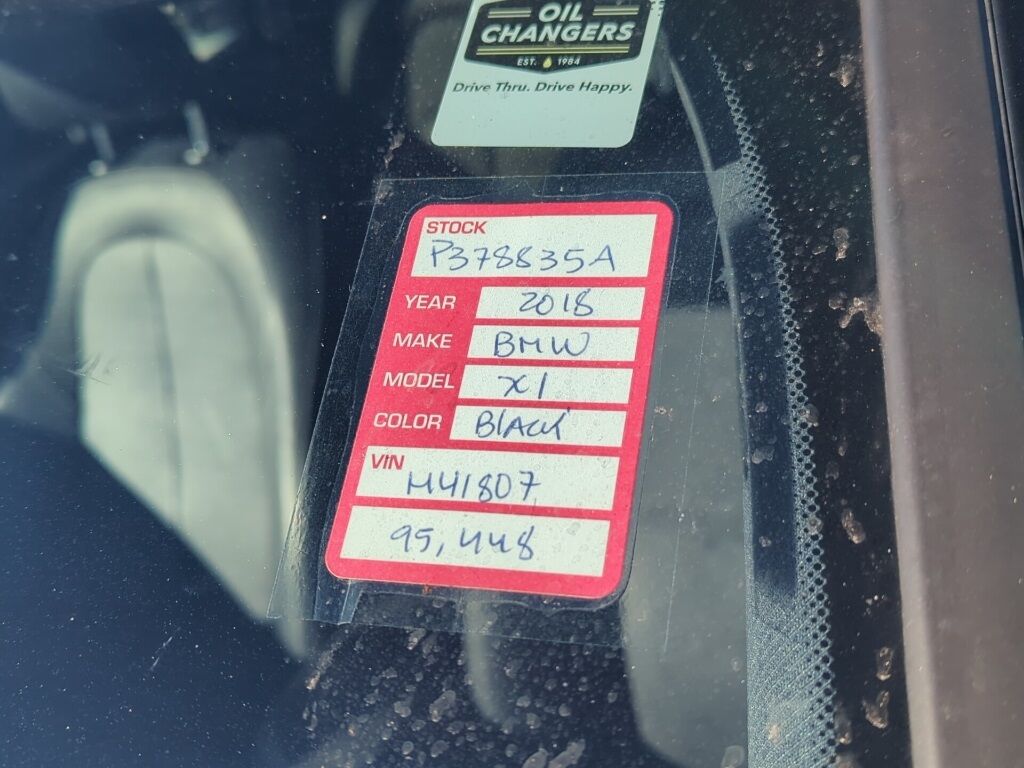 OIL
CHANGERS
EST. 1984
Drive Thru. Drive Happy.
STOCK
P378835A
YEAR 2018
MAKE BMW
MODEL X1
COLOR BLACK
VIN
H41807
95,448